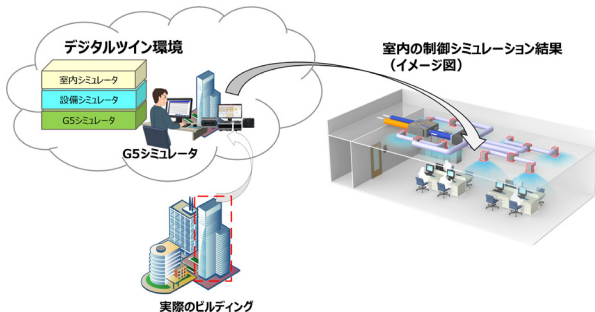 デジタルツイン環境
室内シミュレータ
設備シミュレータ
G5シミュレータ
G5シミュレータ
実際のビルディング
室内の制御シミュレーション結果
（イメージ図）